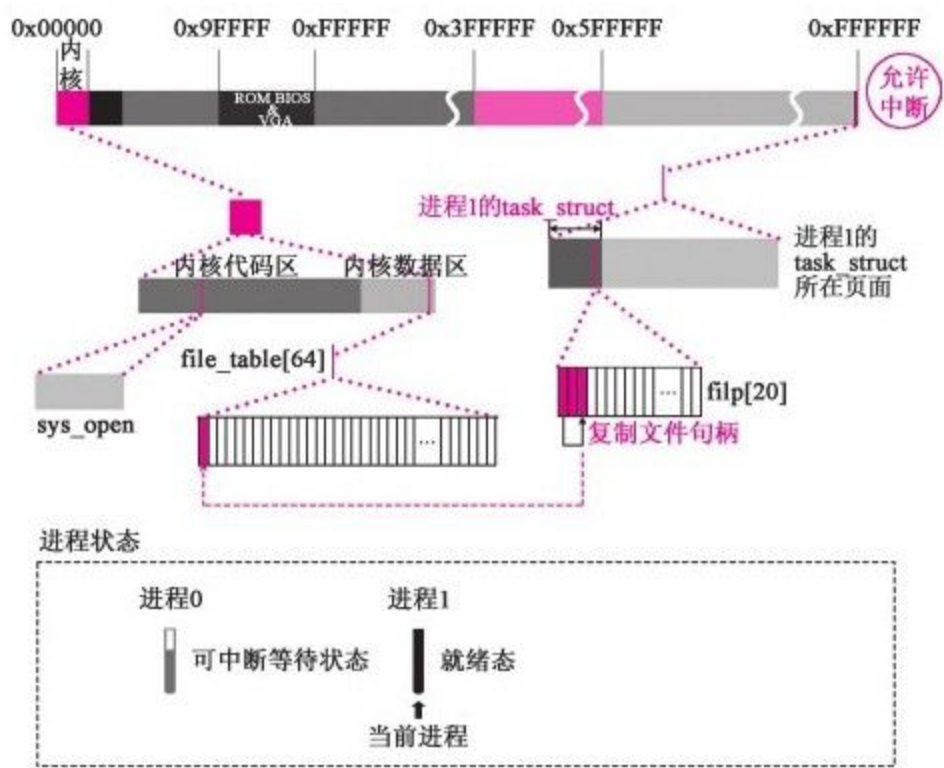 0x00000 0x9FFFF 0xFFFFF 0x3FFFFF 0x5FFFFF 0xFFFFFF
内
核
ROM BIOS
&
VGA
允许
中断
进程1的task_struct
进程1的
task_struct
所在页面
内核代码区 内核数据区
file_table[64]
sys_open
...
... filp[20]
复制文件句柄
进程状态
进程0 进程1
可中断等待状态 就绪态
当前进程